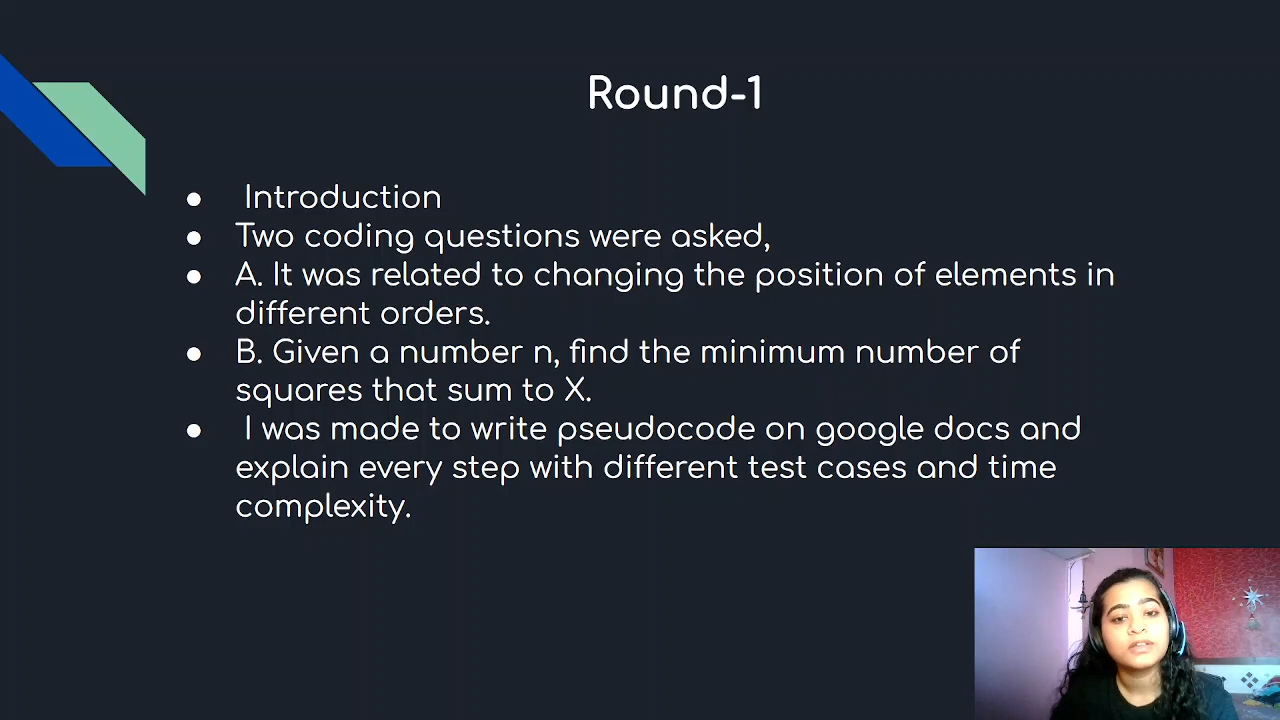 Round-1
● Introduction
● Two coding questions were asked,
● A. It was related to changing the position of elements in
different orders.
● B. Given a number n, find the minimum number of
squares that sum to X.
● I was made to write pseudocode on google docs and
explain every step with different test cases and time
complexity.